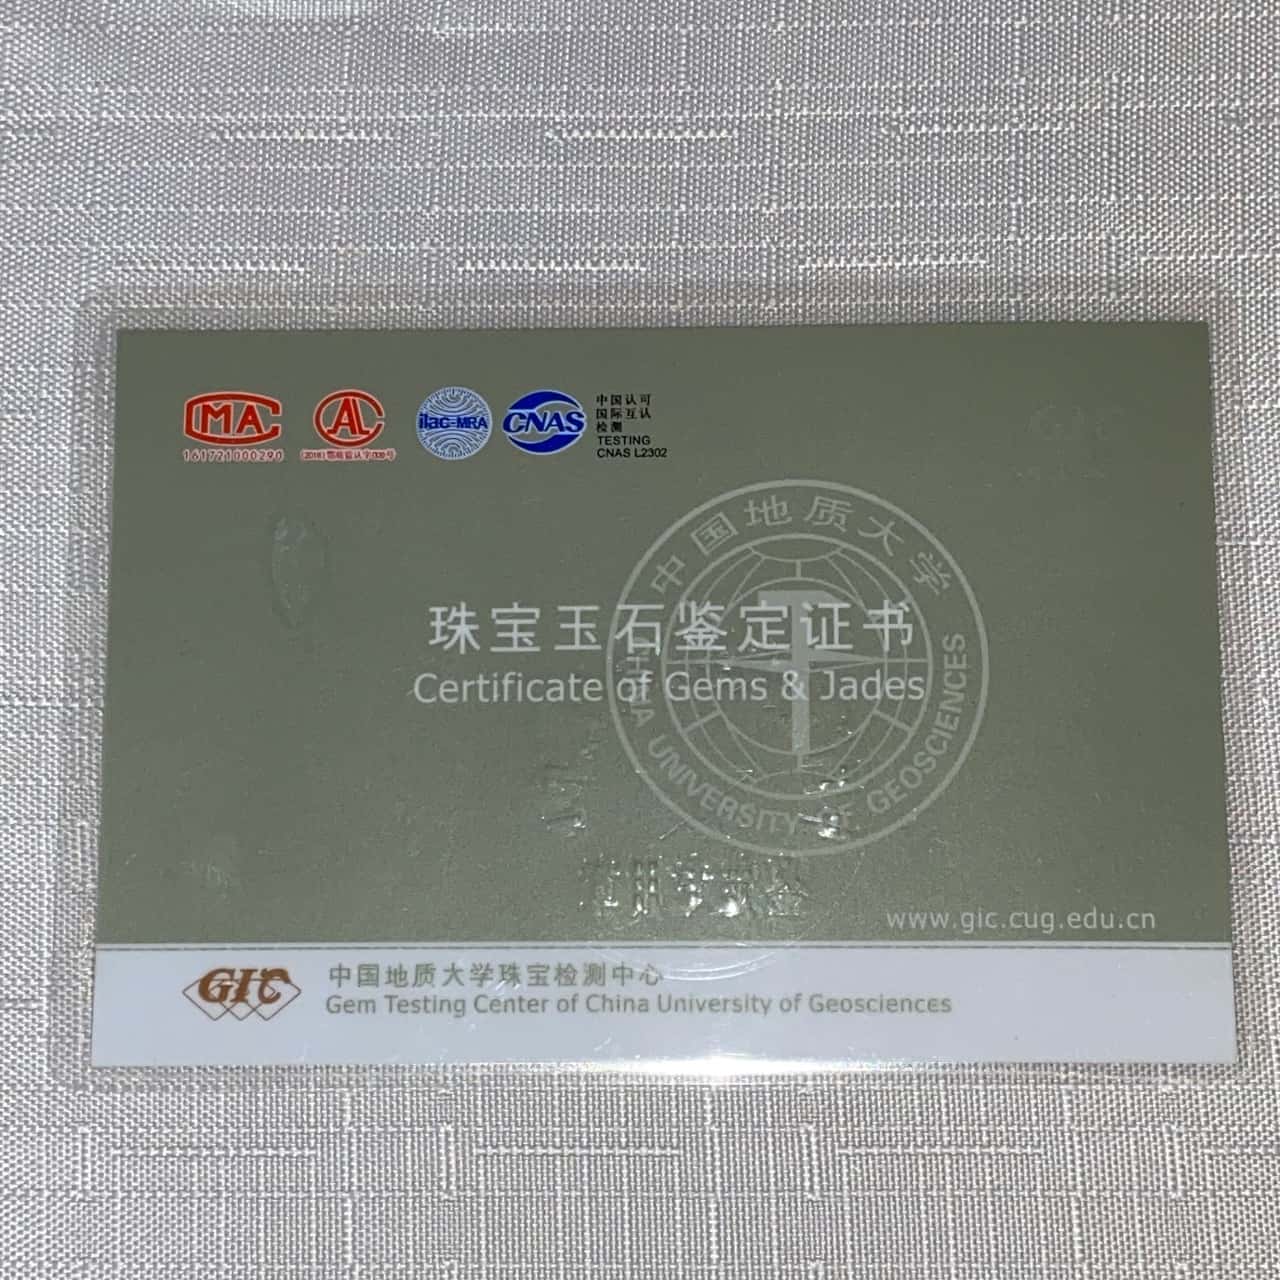 CMA
161721000290
CAL
ilac-MRA
CNAS
中国认可
国际互认
检测
TESTING
CNAS L2302
中国地质大学
CHINA UNIVERSITY OF GEOSCIENCES
珠宝玉石鉴定证书
Certificate of Gems & Jades
www.gic.cug.edu.cn
GIC
中国地质大学珠宝检测中心
Gem Testing Center of China University of Geosciences